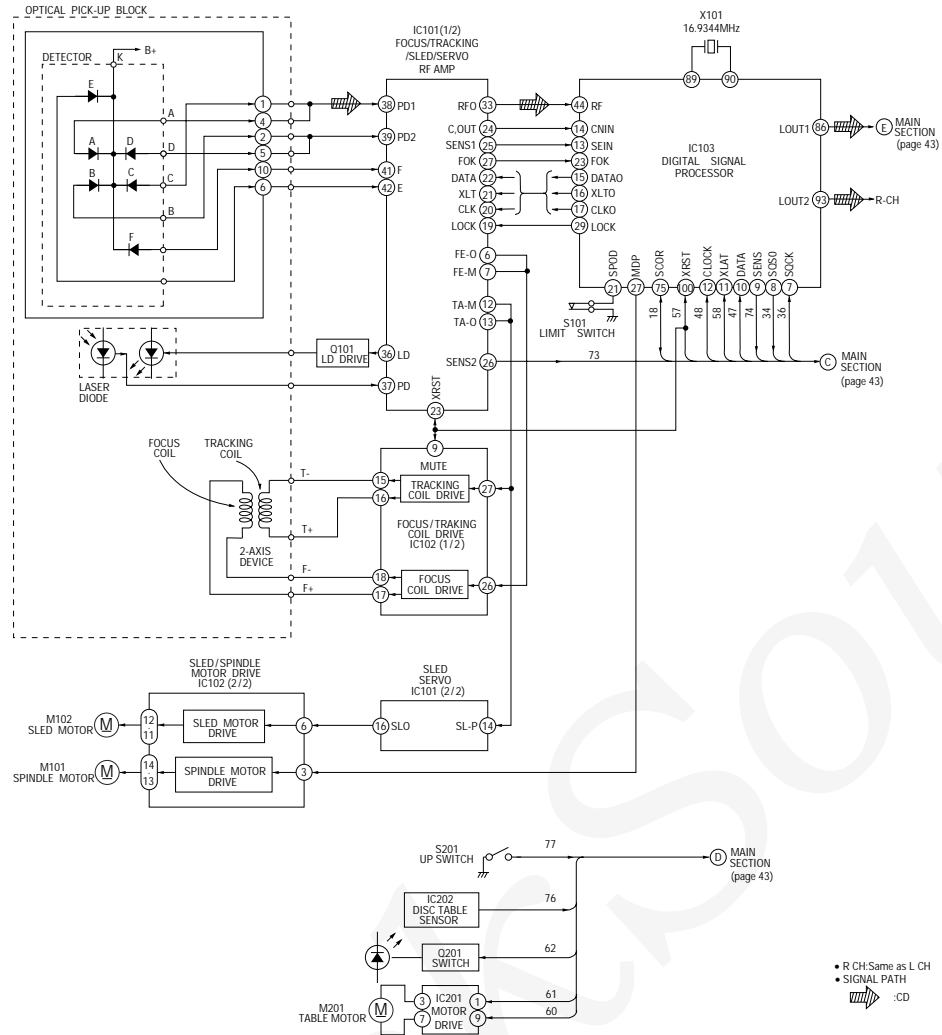 OPTICAL PICK-UP BLOCK
DETECTOR
K
B+
E
A
A
D
D
B
C
C
B
F
1
4
2
5
10
6
IC101(1/2)
FOCUS/TRACKING
/SLED/SERVO
RF AMP
38 PD1
39 PD2
41 F
42 E
RFO 33
C,OUT 24
SENS1 25
FOK 27
DATA 22
XLT 21
CLK 20
LOCK 19
FE-O 6
FE-M 7
TA-M 12
TA-O 13
SENS2 26
36 LD
37 PD
XRST
23
X101
16.9344MHz
89
90
44 RF
14 CNIN
13 SEIN
23 FOK
15 DATAO
16 XLTO
17 CLKO
29 LOCK
IC103
DIGITAL SIGNAL
PROCESSOR
LOUT1 86
E MAIN
SECTION
(page 43)
LOUT2 93
R-CH
SPOD
MDP
SCOR
XRST
CLOCK
XLAT
DATA
SENS
SQSO
SQCK
21
27
75
100
12
11
10
9
8
7
18
57
48
58
47
74
34
36
S101
LIMIT SWITCH
73
C MAIN
SECTION
(page 43)
LASER
DIODE
Q101
LD DRIVE
FOCUS
COIL
TRACKING
COIL
2-AXIS
DEVICE
T-
T+
F-
F+
9
MUTE
15
16
TRACKING
COIL DRIVE
27
FOCUS/TRAKING
COIL DRIVE
IC102 (1/2)
18
17
FOCUS
COIL DRIVE
26
SLED/SPINDLE
MOTOR DRIVE
IC102 (2/2)
M102
SLED MOTOR
M
12
11
SLED MOTOR
DRIVE
6
M101
SPINDLE MOTOR
M
14
13
SPINDLE MOTOR
DRIVE
3
SLED
SERVO
IC101 (2/2)
16 SLO
SL-P 14
S201
UP SWITCH
77
D MAIN
SECTION
(page 43)
IC202
DISC TABLE
SENSOR
76
Q201
SWITCH
62
M201
TABLE MOTOR
M
3
7
IC201
MOTOR
DRIVE
1
9
61
60
• R CH:Same as L CH
• SIGNAL PATH
:CD